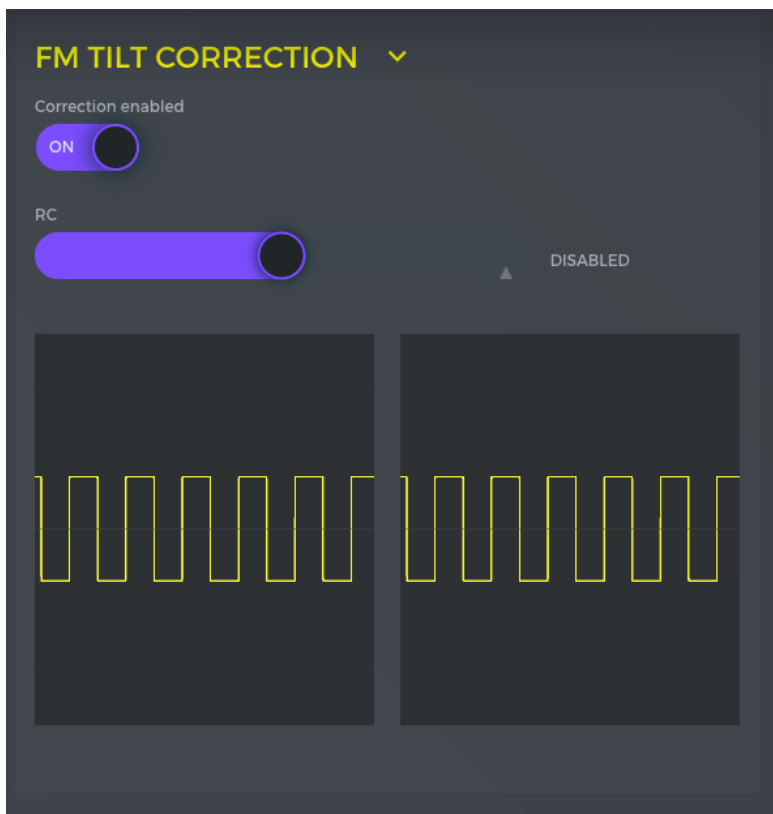 FM TILT CORRECTION
Correction enabled
ON
RC
DISABLED